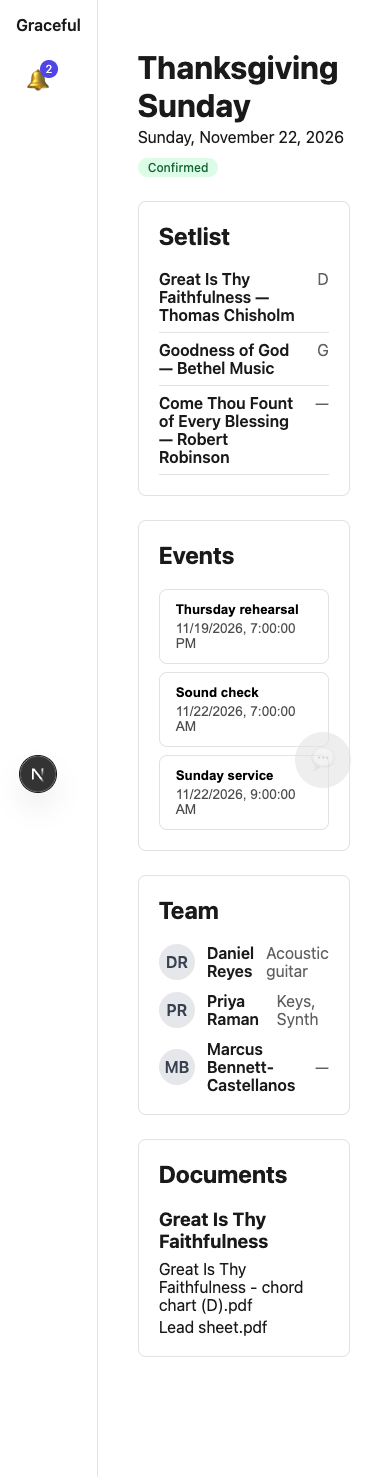 Graceful
2
Thanksgiving
Sunday
Sunday, November 22, 2026
Confirmed
Setlist
Great Is Thy
Faithfulness —
Thomas Chisholm
D
Goodness of God
— Bethel Music
G
Come Thou Fount
of Every Blessing
— Robert
Robinson
—
Events
Thursday rehearsal
11/19/2026, 7:00:00
PM
Sound check
11/22/2026, 7:00:00
AM
Sunday service
11/22/2026, 9:00:00
AM
N
Team
DR
Daniel
Reyes
Acoustic
guitar
PR
Priya
Raman
Keys,
Synth
MB
Marcus
Bennett-
Castellanos
—
Documents
Great Is Thy
Faithfulness
Great Is Thy
Faithfulness - chord
chart (D).pdf
Lead sheet.pdf